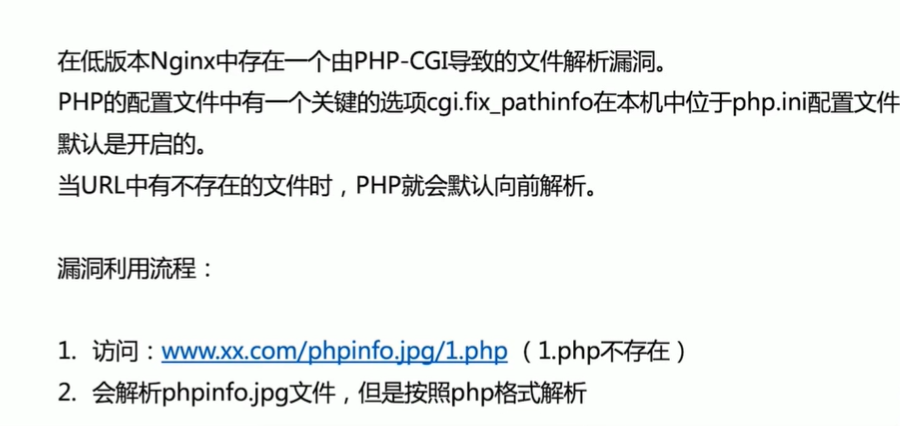 在低版本Nginx中存在一个由PHP-CGI导致的文件解析漏洞。
PHP的配置文件中有一个关键的选项cgi.fix_pathinfo在本机中位于php.ini配置文件
默认是开启的。
当URL中有不存在的文件时，PHP就会默认向前解析。
漏洞利用流程：
1. 访问：www.xx.com/phpinfo.jpg/1.php （1.php不存在）
2. 会解析phpinfo.jpg文件，但是按照php格式解析